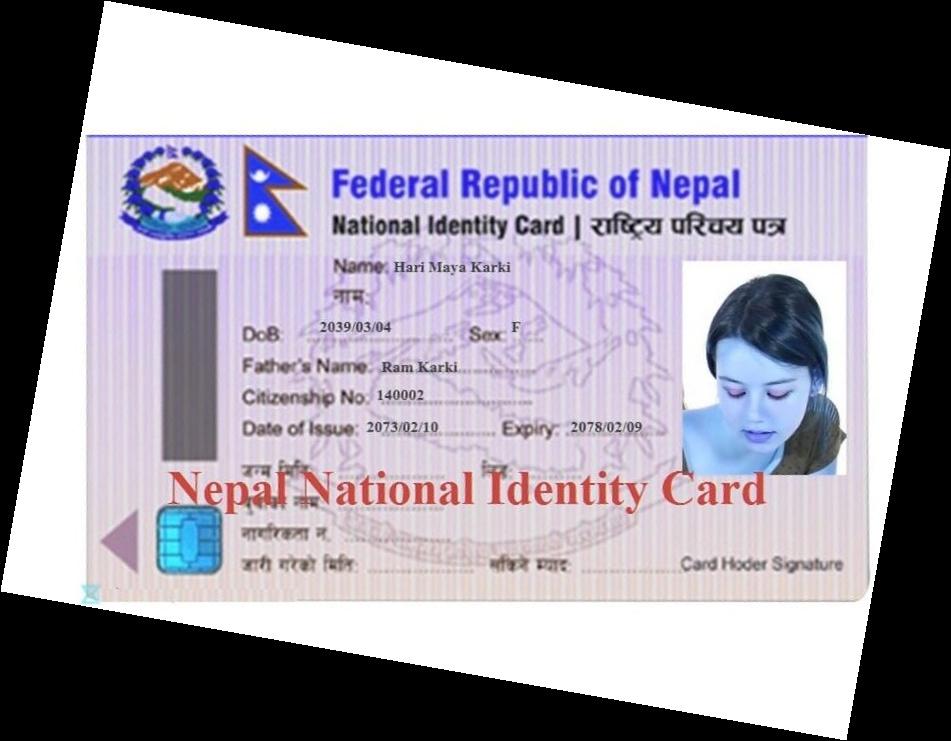 Federal Republic of Nepal
National Identity Card | राष्ट्रिय परिचय पत्र
Name: Hari Maya Karki
नाम:
DoB: 2039/03/04 Sex: F
Father's Name: Ram Karki
Citizenship No: 140002
Date of Issue: 2073/02/10 Expiry: 2078/02/09
जन्म मिति: लिङ्ग:
Nepal National Identity Card
नाम
नागरिकता न.
जारी गरेको मिति: सकिने म्याद: Card Hoder Signature